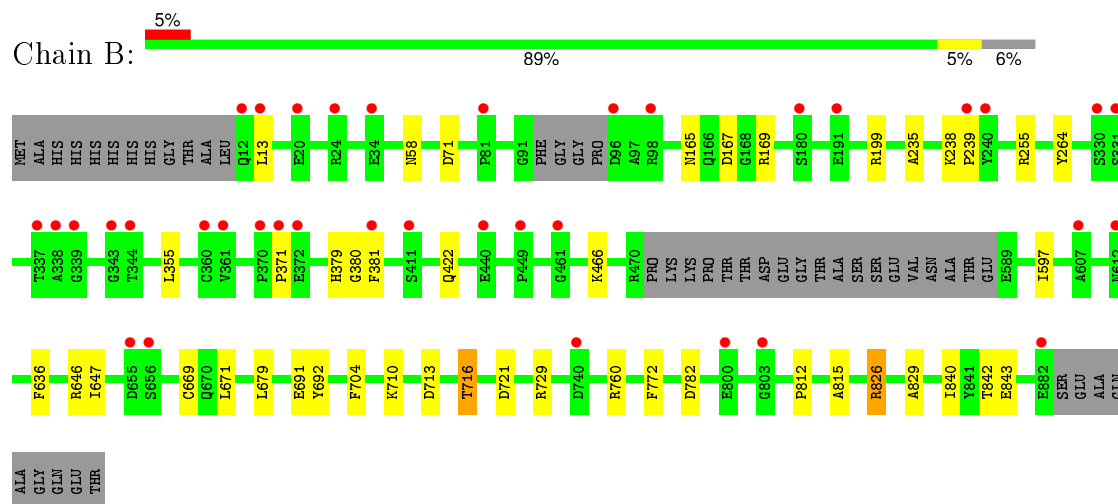 Chain B:
5%
89% 5% 6%
MET ALA HIS HIS HIS HIS HIS HIS GLY THR ALA LEU Q12 L13 E20 R24 E34 N58 D71 P81 G91 PHE GLY GLY PRO D96 A97 R98 N165 Q166 D167 G168 R169 S180 E191 R199 A235 K238 P239 Y240 R255 Y264 S330 S331
T337 A338 G339 G343 T344 L355 C360 V361 P370 P371 E372 H379 G380 F381 S411 Q422 E440 P449 G461 K466 R470 PRO LYS LYS PRO THR THR ASP GLU GLY THR ALA SER SER GLU VAL ASN ALA THR GLU E589 I597 A607 N612
F636 R646 I647 D655 S656 C669 Q670 L671 L679 E691 Y692 F704 K710 D713 T716 D721 R729 D740 R760 F772 D782 E800 G803 P812 A815 R826 A829 I840 Y841 T842 E843 E882 SER GLU ALA GLN
ALA GLY GLN GLU THR